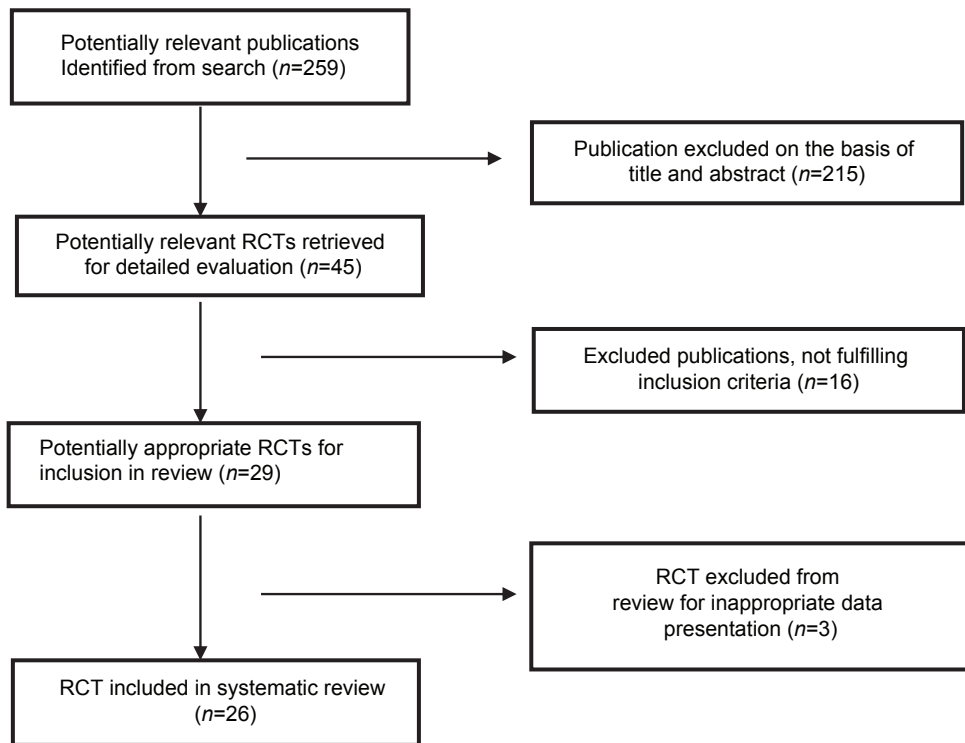 Potentially relevant publications
Identified from search (n=259)
Publication excluded on the basis of
title and abstract (n=215)
Potentially relevant RCTs retrieved
for detailed evaluation (n=45)
Excluded publications, not fulfilling
inclusion criteria (n=16)
Potentially appropriate RCTs for
inclusion in review (n=29)
RCT excluded from
review for inappropriate data
presentation (n=3)
RCT included in systematic review
(n=26)